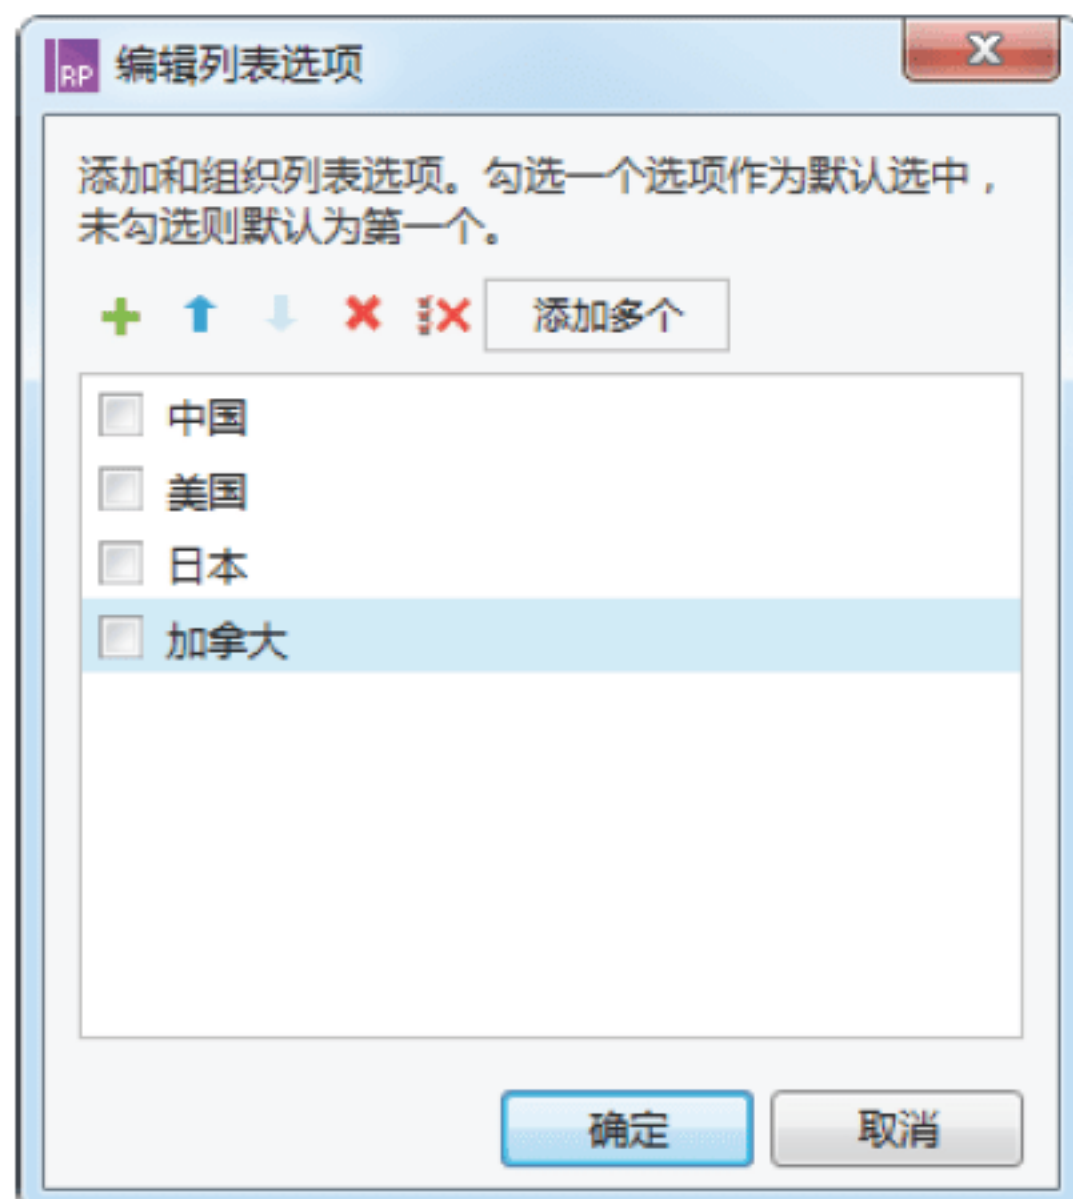 RP 编辑列表选项
添加和组织列表选项。勾选一个选项作为默认选中，
未勾选则默认为第一个。
添加多个
中国
美国
日本
加拿大
确定 取消